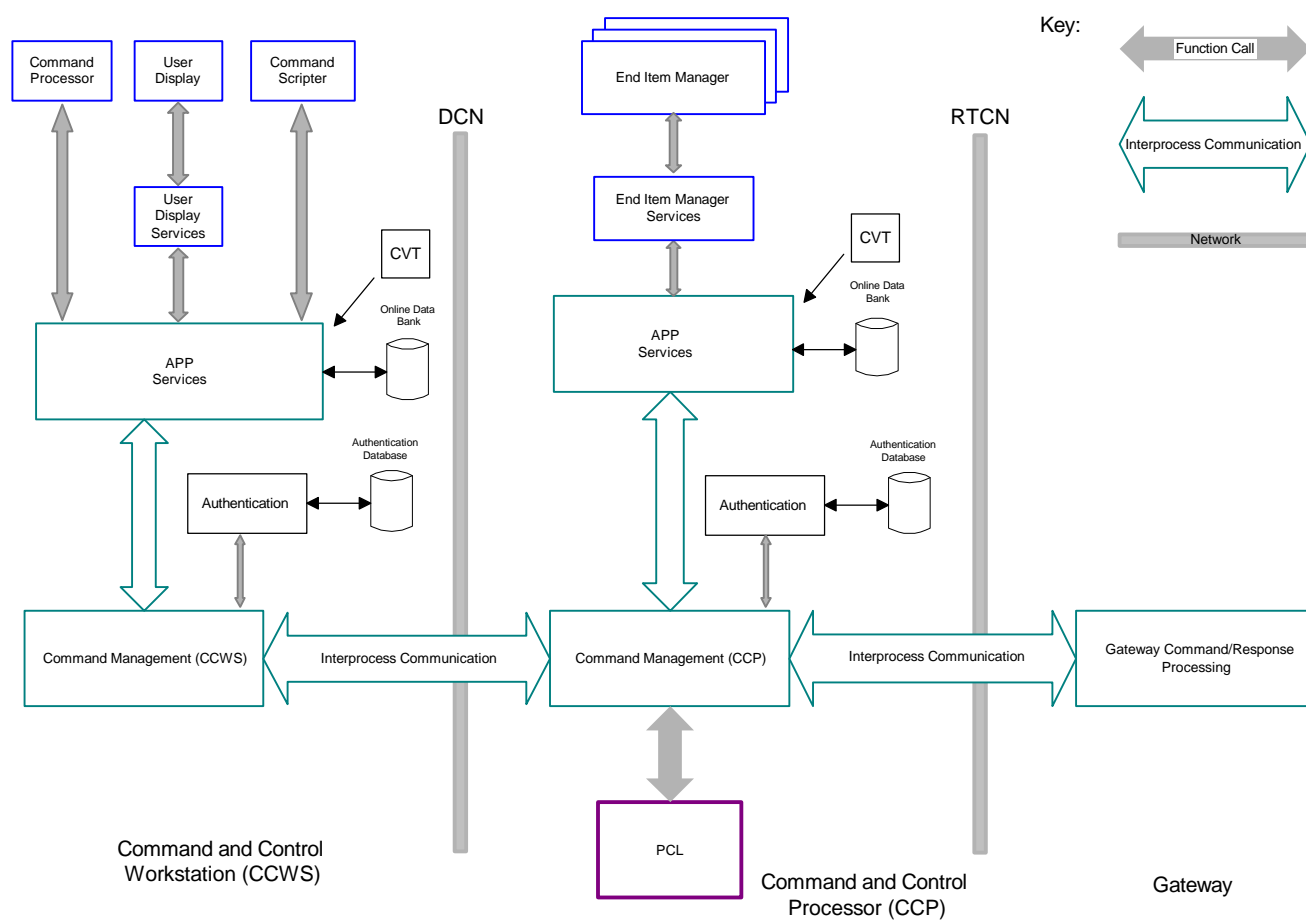 Key:
Function Call
Interprocess Communication
Network
Command
Processor
User
Display
Command
Scripter
User
Display
Services
DCN
CVT
Online Data
Bank
APP
Services
Authentication
Database
Authentication
Command Management (CCWS)
Interprocess Communication
Command and Control
Workstation (CCWS)
End Item Manager
End Item Manager
Services
RTCN
CVT
Online Data
Bank
APP
Services
Authentication
Database
Authentication
Command Management (CCP)
Interprocess Communication
PCL
Command and Control
Processor (CCP)
Gateway Command/Response
Processing
Gateway